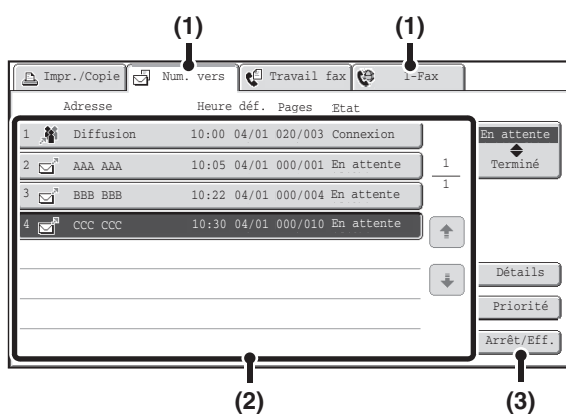 (1) (1)
Impr./Copie Num. vers Travail fax I-Fax
Adresse Heure déf. Pages Etat
1 Diffusion 10:00 04/01 020/003 Connexion
2 AAA AAA 10:05 04/01 000/001 En attente
3 BBB BBB 10:22 04/01 000/004 En attente
4 CCC CCC 10:30 04/01 000/010 En attente
1
1
En attente
Terminé
Détails
Priorité
Arrêt/Eff.
(2) (3)